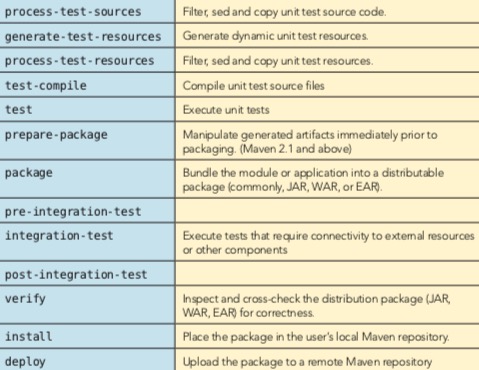 process-test-sources Filter, sed and copy unit test source code.
generate-test-resources Generate dynamic unit test resources.
process-test-resources Filter, sed and copy unit test resources.
test-compile Compile unit test source files
test Execute unit tests
prepare-package Manipulate generated artifacts immediately prior to
packaging. (Maven 2.1 and above)
package Bundle the module or application into a distributable
package (commonly, JAR, WAR, or EAR).
pre-integration-test
integration-test Execute tests that require connectivity to external resources
or other components
post-integration-test
verify Inspect and cross-check the distribution package (JAR,
WAR, EAR) for correctness.
install Place the package in the user's local Maven repository.
deploy Upload the package to a remote Maven repository